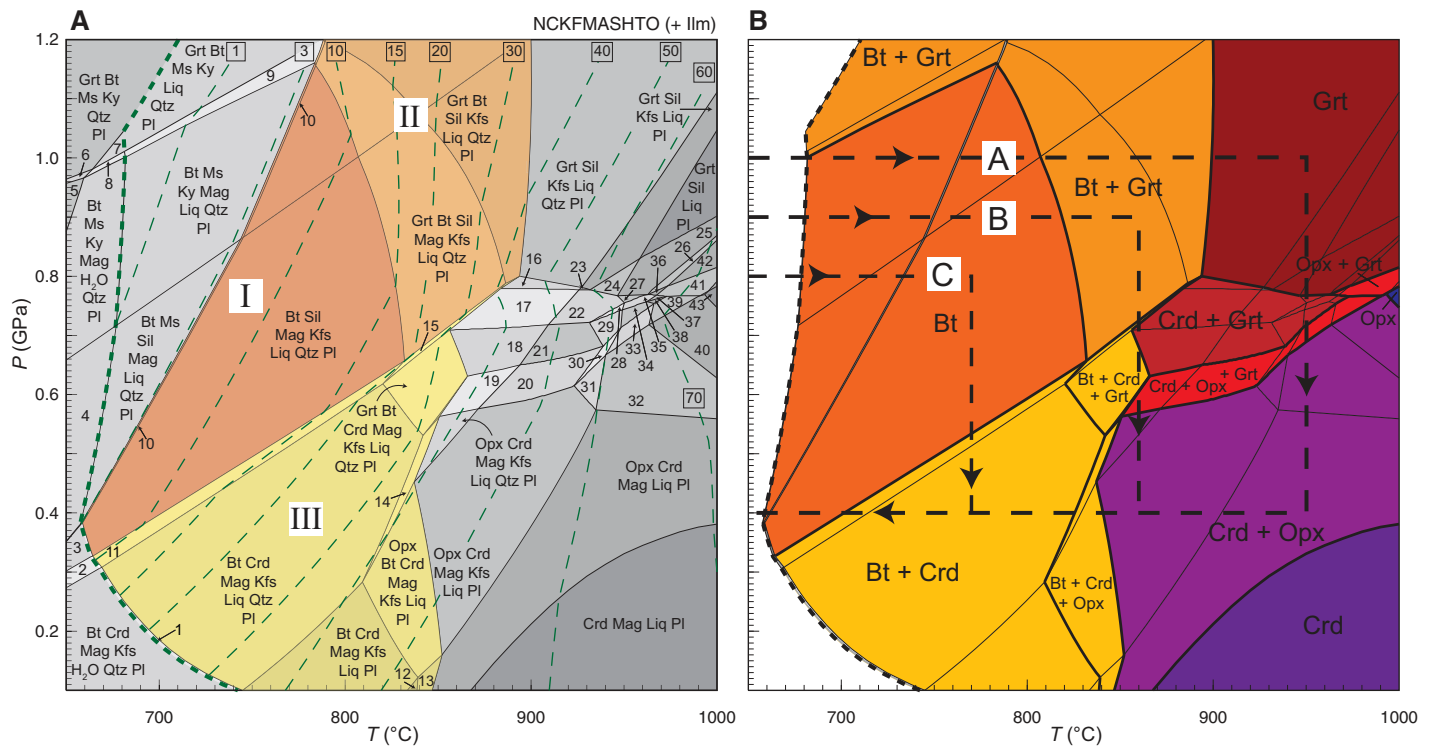 A
NCKFMASHTO (+ Ilm)
B
1.2
1.0
0.8
0.6
0.4
0.2
P (GPa)
700
800
900
1000
T (°C)
1
3
10
15
20
30
40
50
60
70
Grt Bt
Ms Ky
Liq
Qtz
Pl
Grt Bt
Ms Ky
Qtz
Pl
9
7
6
8
5
10
II
Grt Bt
Sil Kfs
Liq Qtz
Pl
Grt Sil
Kfs Liq
Pl
Grt Sil
Kfs Liq
Qtz Pl
Grt
Sil
Liq
Pl
Bt Ms
Ky Mag
Liq Qtz
Pl
Bt
Ms
Ky
Mag
H2O
Qtz
Pl
4
Grt Bt Sil
Mag Kfs
Liq Qtz
Pl
I
Bt Ms
Sil
Mag
Liq
Qtz
Pl
Bt Sil
Mag Kfs
Liq Qtz Pl
10
16
23
36
25
26
42
24
27
41
39
43
17
22
29
37
38
15
18
21
30
28
33
34
35
40
19
20
31
32
Grt Bt
Crd Mag
Kfs Liq
Qtz Pl
14
Opx Crd
Mag Kfs
Liq Qtz Pl
Opx Crd
Mag Liq Pl
III
3
2
11
Bt Crd
Mag Kfs
Liq Qtz
Pl
Opx
Bt Crd
Mag
Kfs Liq
Pl
Opx Crd
Mag Kfs
Liq Pl
1
Bt Crd
Mag Kfs
H2O Qtz Pl
Bt Crd
Mag Kfs
Liq Pl
12
13
Crd Mag Liq Pl
Bt + Grt
Grt
A
Bt + Grt
B
C
Bt
Opx + Grt
Opx
Crd + Grt
Bt + Crd
+ Grt
Crd + Opx + Grt
Crd + Opx
Bt + Crd
Bt + Crd
+ Opx
Crd
700
800
900
1000
T (°C)